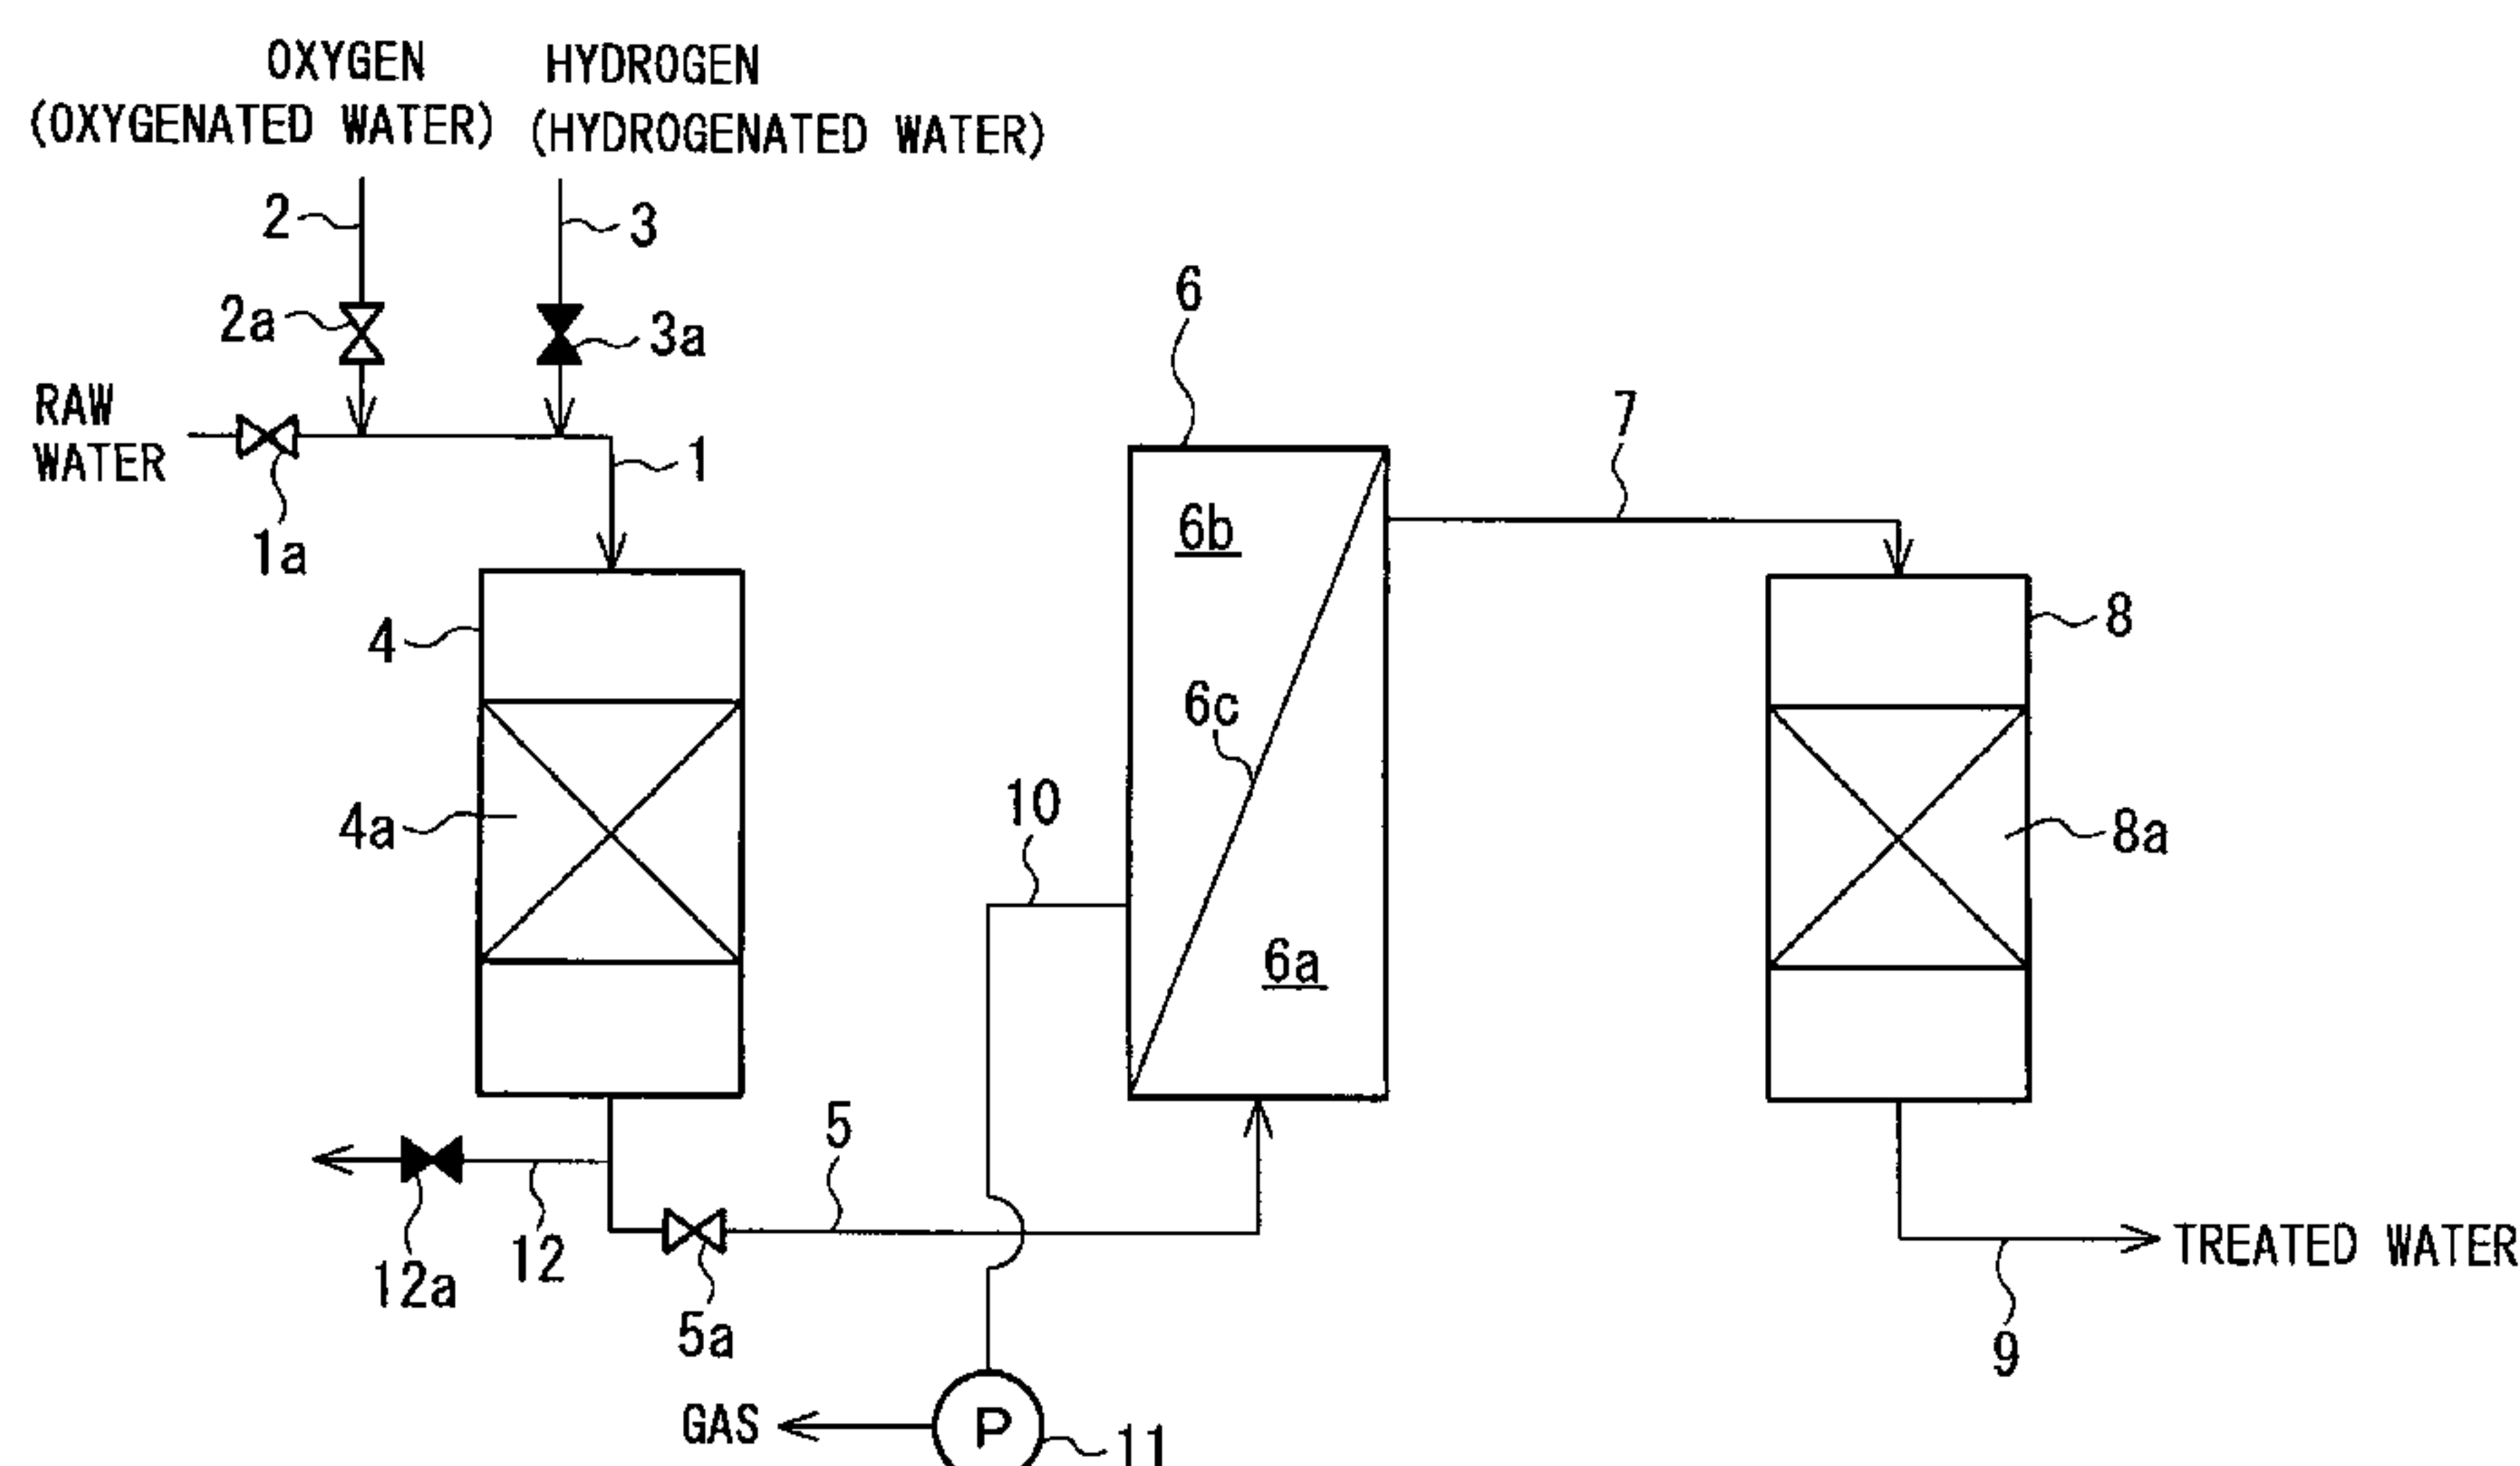 OXYGEN
(OXYGENATED WATER)
HYDROGEN
(HYDROGENATED WATER)
2
3
2a
3a
RAW
WATER
1
1a
6
7
6b
4
8
6c
10
4a
8a
6a
5
12
12a
5a
TREATED WATER
9
GAS
P
11